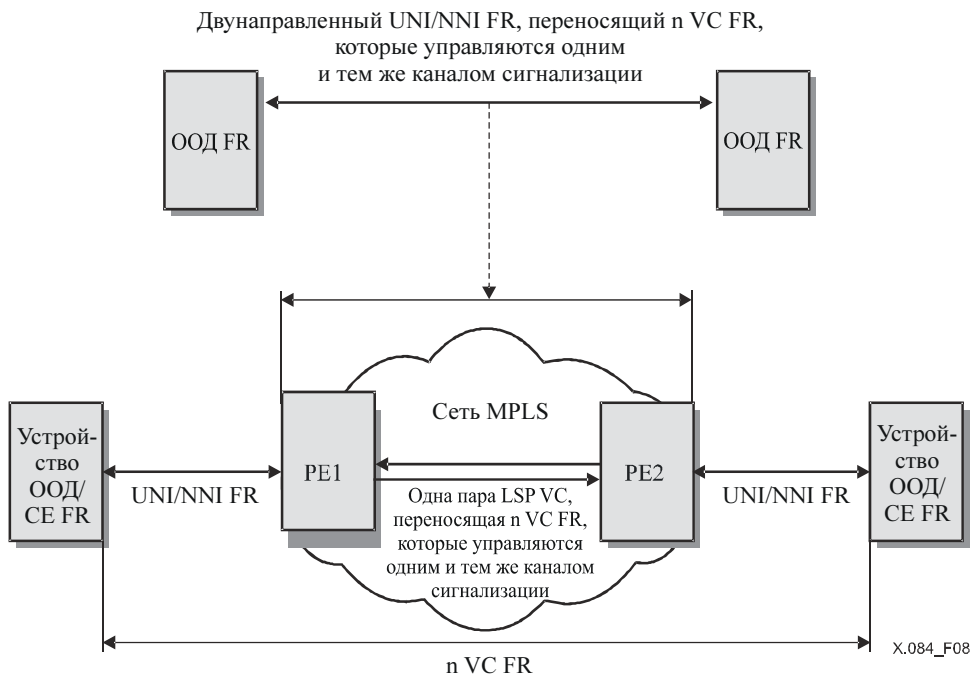 Двунаправленный UNI/NNI FR, переносящий n VC FR,
которые управляются одним
и тем же каналом сигнализации
ООД FR
ООД FR
Сеть MPLS
Устрой-
ство
ООД/
CE FR
UNI/NNI FR
PE1
Одна пара LSP VC,
переносящая n VC FR,
которые управляются
одним и тем же каналом
сигнализации
PE2
UNI/NNI FR
Устрой-
ство
ООД/
CE FR
n VC FR
X.084_F08